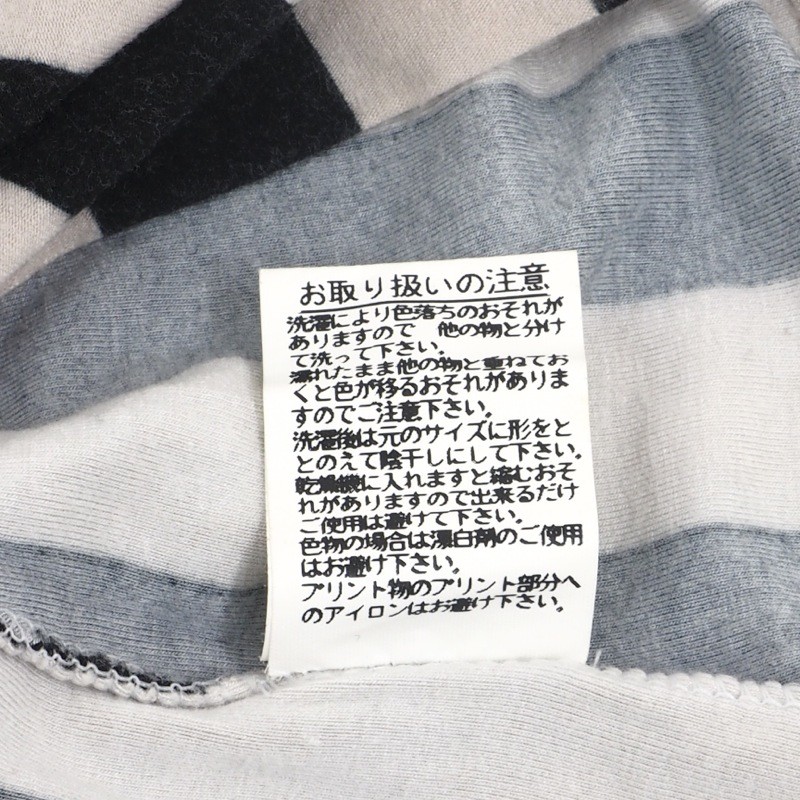 お取り扱いの注意
洗濯により色落ちのおそれが
ありますので 他の物と分け
て洗って下さい。
濡れたまま他の物と重ねてお
くと色が移るおそれがありま
すのでご注意下さい。
洗濯後は元のサイズに形をと
とのえて陰干しにして下さい。
乾燥機に入れますと縮むおそ
れがありますので出来るだけ
ご使用は避けて下さい。
色物の場合は漂白剤のご使用
はお避け下さい。
プリント物のプリント部分へ
のアイロンはお避け下さい。